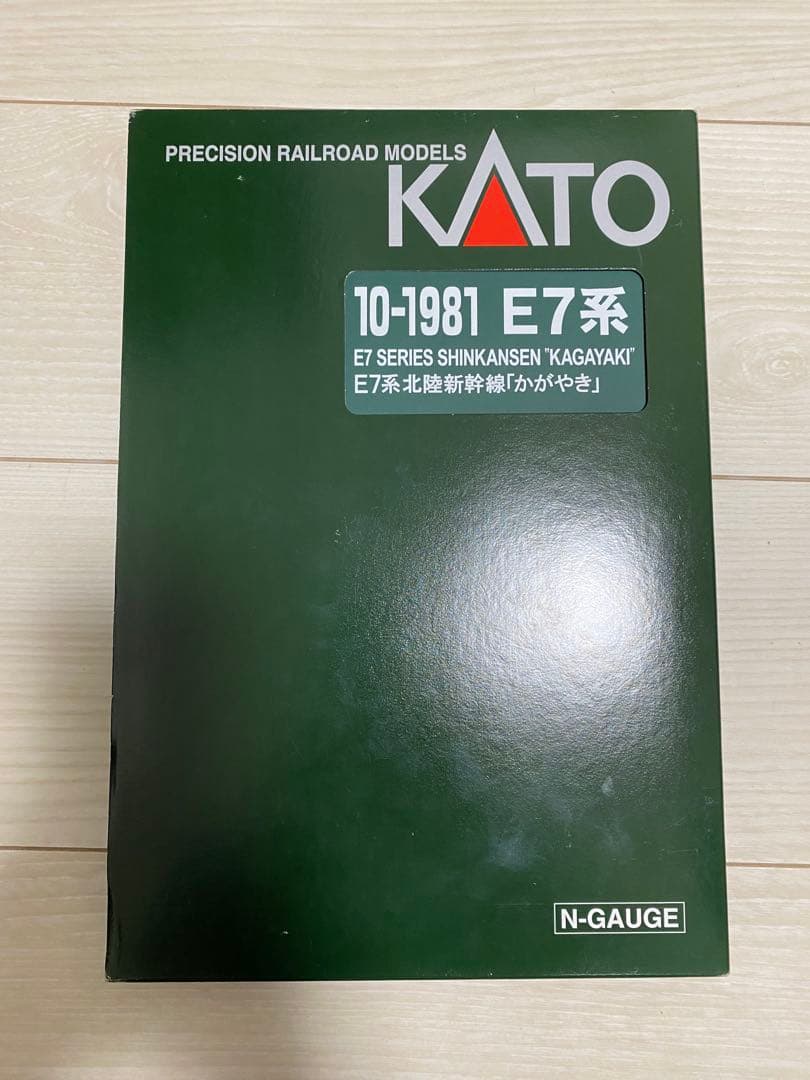 PRECISION RAILROAD MODELS
KATO
10-1981 E7系
E7 SERIES SHINKANSEN "KAGAYAKI"
E7系北陸新幹線「かがやき」
N-GAUGE